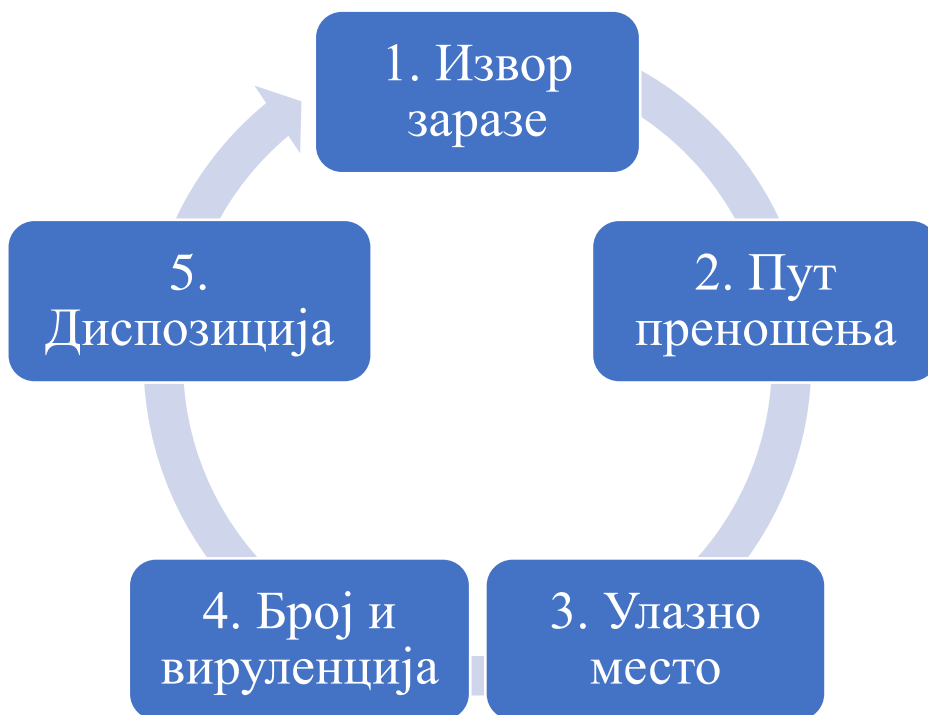 1. Извор
заразе
2. Пут
преношења
3. Улазно
место
4. Број и
вируленција
5.
Диспозиција